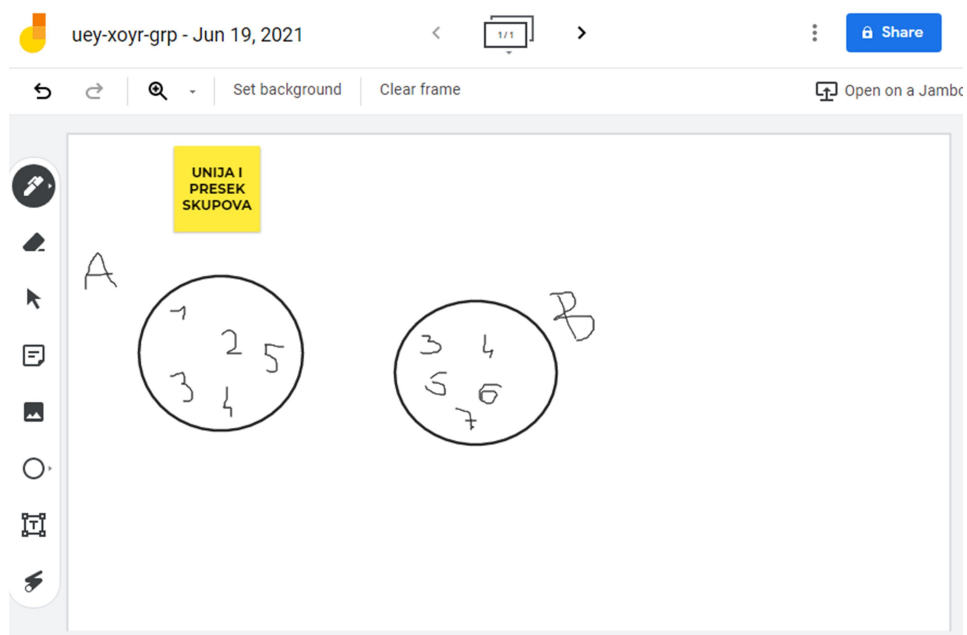 uey-xoyr-grp - Jun 19, 2021
1/1
Share
Set background
Clear frame
Open on a Jambo
UNIJA I
PRESEK
SKUPOVA
A
1
2 5
3 4
B
3 4
5 6
7